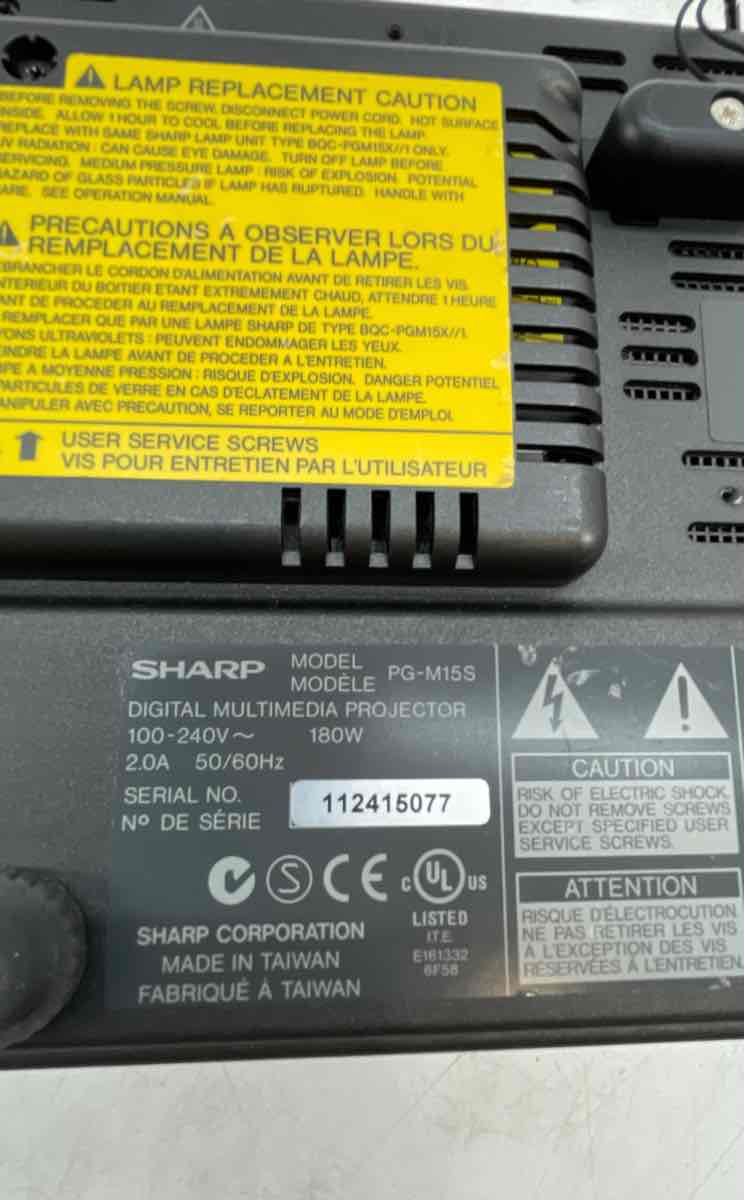 LAMP REPLACEMENT CAUTION
BEFORE REMOVING THE SCREW, DISCONNECT POWER CORD. HOT SURFACE
INSIDE. ALLOW 1 HOUR TO COOL BEFORE REPLACING THE LAMP.
REPLACE WITH SAME SHARP LAMP UNIT TYPE BQC-PGM15X//1 ONLY.
UV RADIATION : CAN CAUSE EYE DAMAGE. TURN OFF LAMP BEFORE
SERVICING. MEDIUM PRESSURE LAMP : RISK OF EXPLOSION. POTENTIAL
HAZARD OF GLASS PARTICLES IF LAMP HAS RUPTURED. HANDLE WITH
ARE. SEE OPERATION MANUAL.
PRECAUTIONS A OBSERVER LORS DU
REMPLACEMENT DE LA LAMPE.
EBRANCHER LE CORDON D'ALIMENTATION AVANT DE RETIRER LES VIS.
NTERIEUR DU BOITIER ETANT EXTREMEMENT CHAUD, ATTENDRE 1 HEURE
ANT DE PROCEDER AU REMPLACEMENT DE LA LAMPE.
REMPLACER QUE PAR UNE LAMPE SHARP DE TYPE BQC-PGM15X//1.
YONS ULTRAVIOLETS : PEUVENT ENDOMMAGER LES YEUX.
EINDRE LA LAMPE AVANT DE PROCEDER A L'ENTRETIEN.
MPE A MOYENNE PRESSION : RISQUE D'EXPLOSION. DANGER POTENTIEL
PARTICULES DE VERRE EN CAS D'ECLATEMENT DE LA LAMPE.
ANIPULER AVEC PRECAUTION, SE REPORTER AU MODE D'EMPLOI.
USER SERVICE SCREWS
VIS POUR ENTRETIEN PAR L'UTILISATEUR
SHARP MODEL
MODÈLE PG-M15S
DIGITAL MULTIMEDIA PROJECTOR
100-240V～ 180W
2.0A 50/60Hz
SERIAL NO.
Nº DE SÉRIE 112415077
S CE C UL US
LISTED
I.T.E.
E161332
6F58
SHARP CORPORATION
MADE IN TAIWAN
FABRIQUÉ À TAIWAN
CAUTION
RISK OF ELECTRIC SHOCK.
DO NOT REMOVE SCREWS
EXCEPT SPECIFIED USER
SERVICE SCREWS.
ATTENTION
RISQUE D'ÉLECTROCUTION.
NE PAS RETIRER LES VIS
À L'EXCEPTION DES VIS
RÉSERVÉES À L'ENTRETIEN.